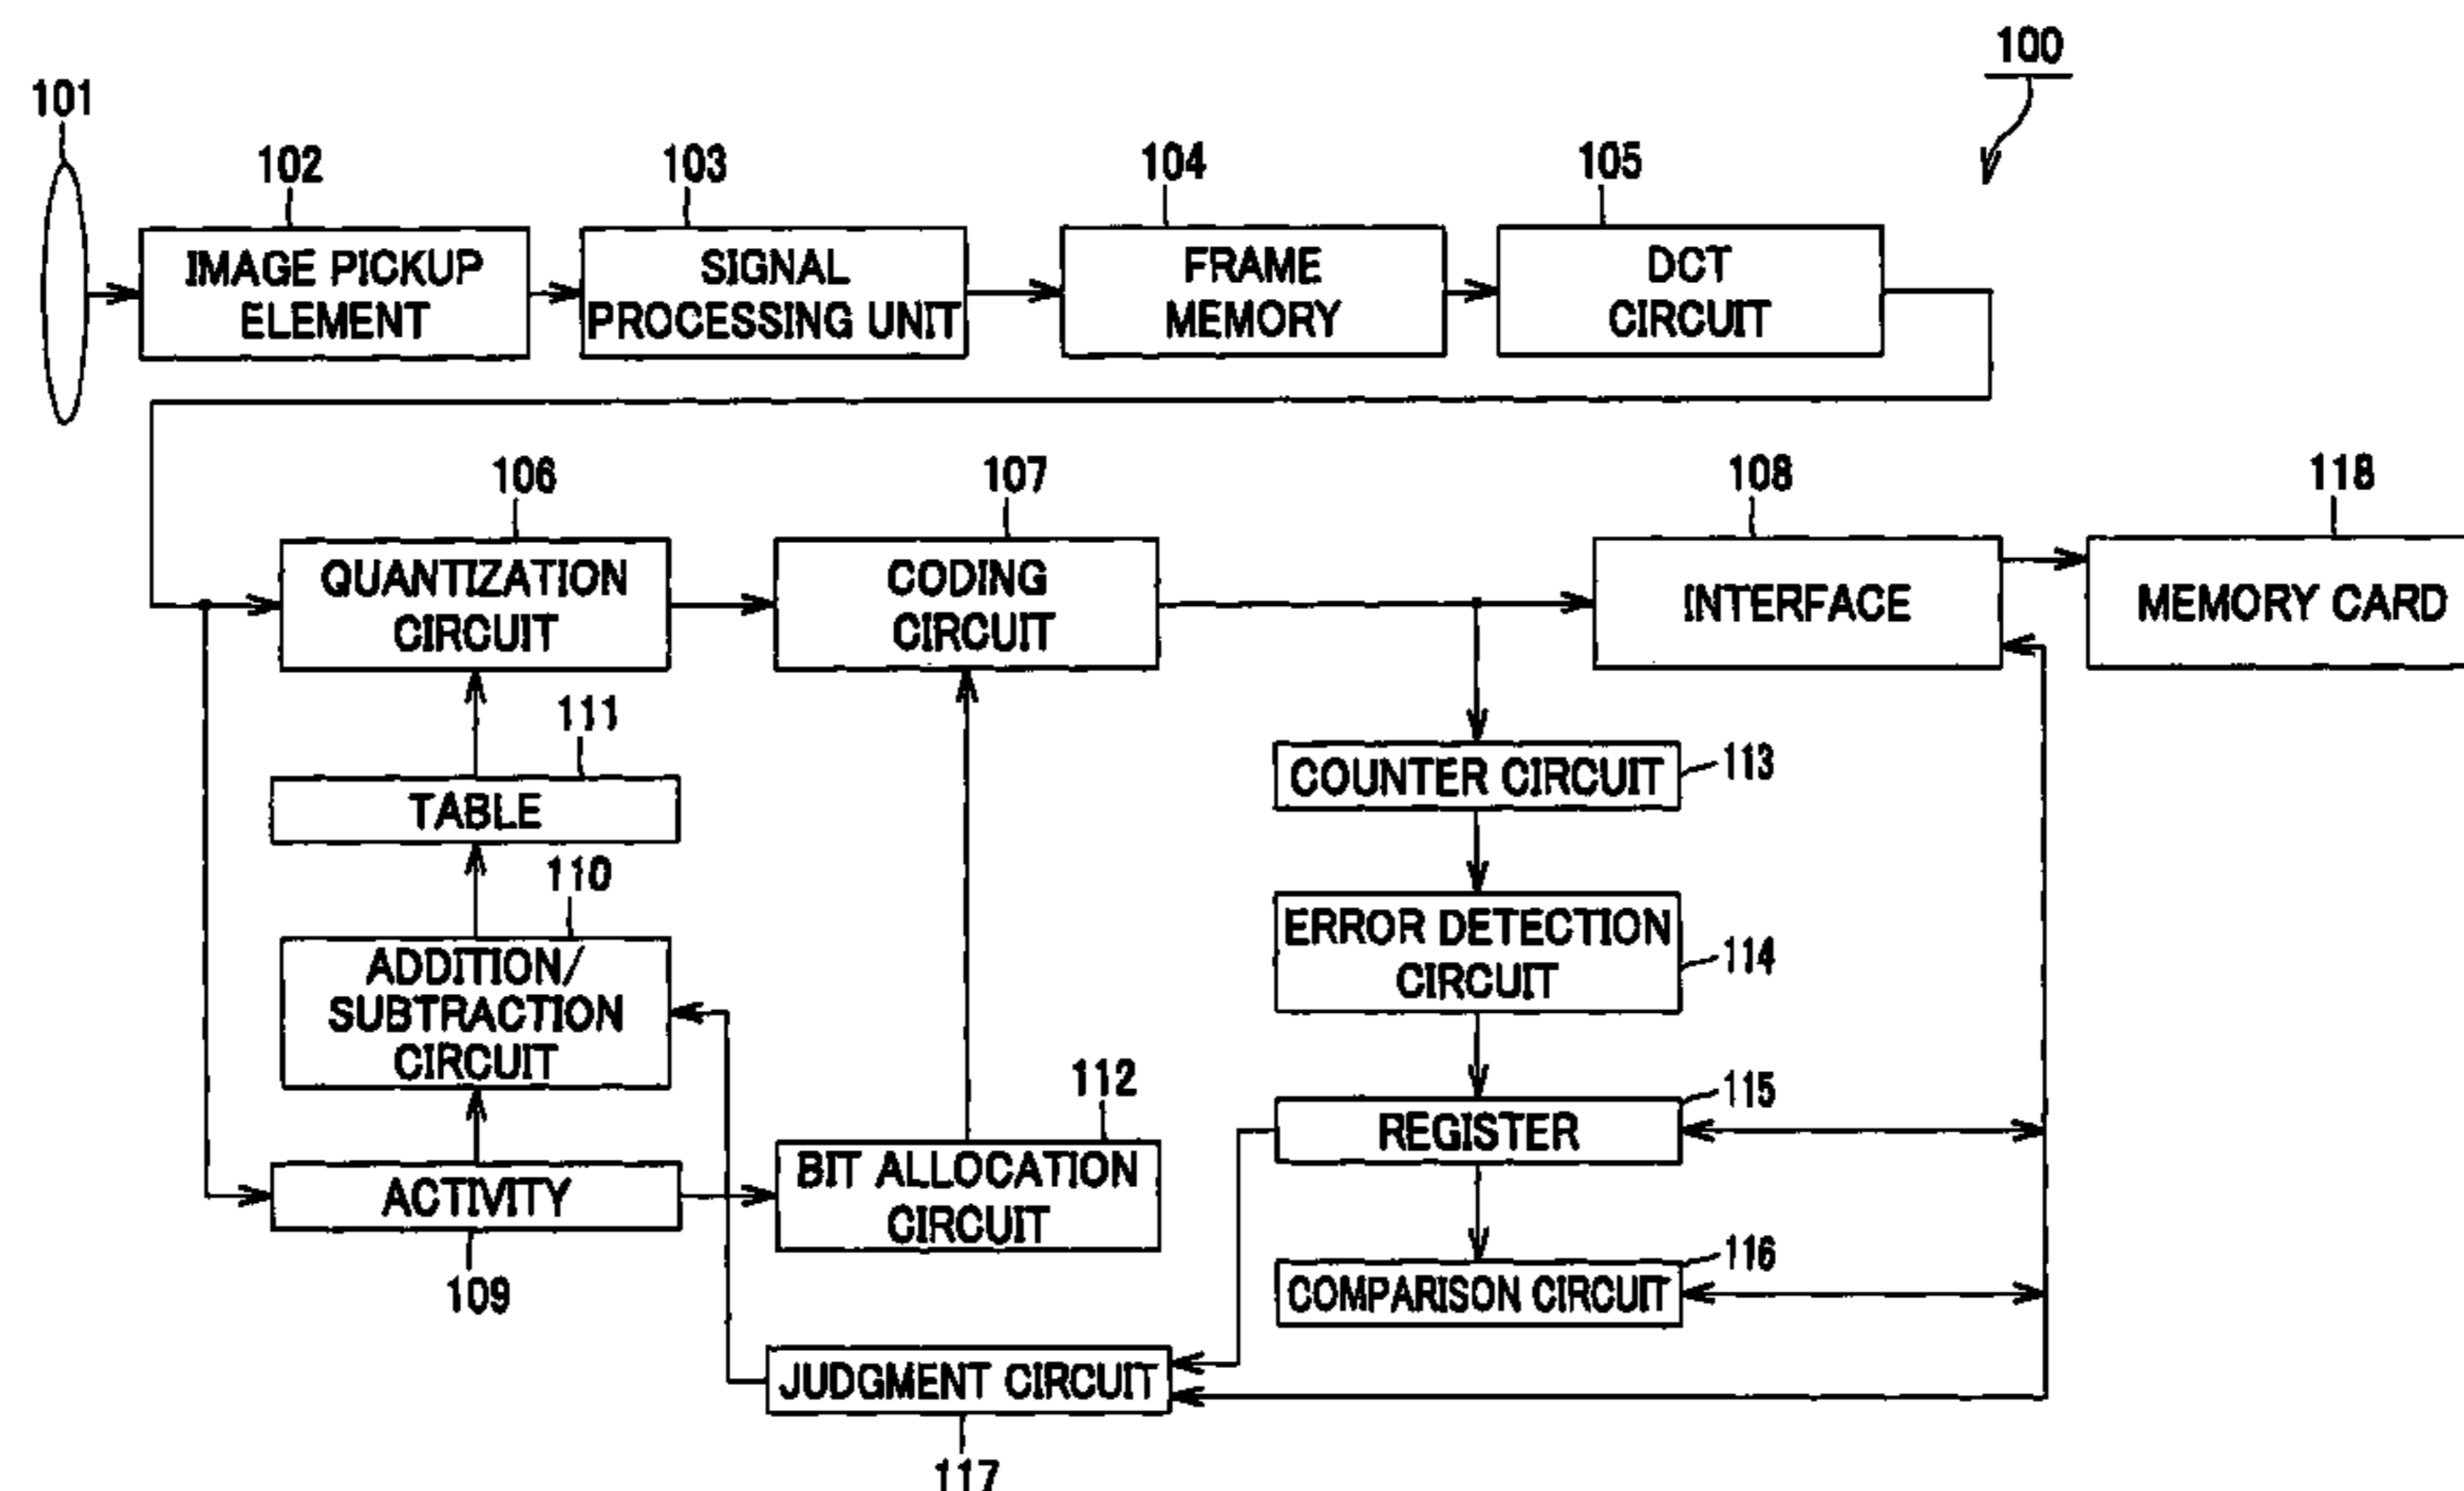 100
101
102
103
104
105
IMAGE PICKUP
ELEMENT
SIGNAL
PROCESSING UNIT
FRAME
MEMORY
DCT
CIRCUIT
106
107
108
118
QUANTIZATION
CIRCUIT
CODING
CIRCUIT
INTERFACE
MEMORY CARD
111
TABLE
COUNTER CIRCUIT
113
110
ADDITION/
SUBTRACTION
CIRCUIT
ERROR DETECTION
CIRCUIT
114
112
BIT ALLOCATION
CIRCUIT
REGISTER
115
ACTIVITY
109
COMPARISON CIRCUIT
116
JUDGMENT CIRCUIT
117